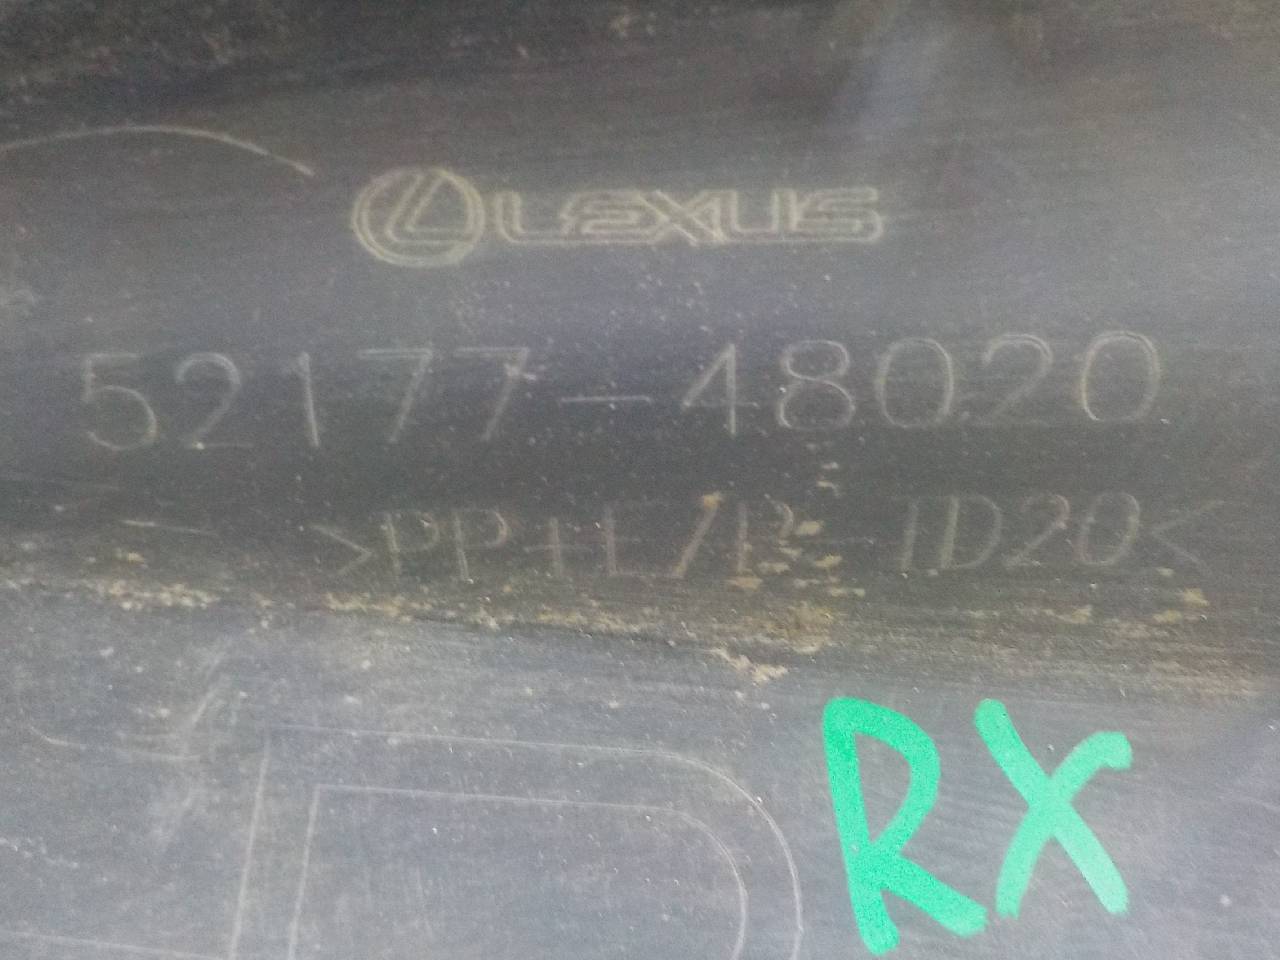 LEXUS
52177-48020
>PP+E/P-TD20<
RX